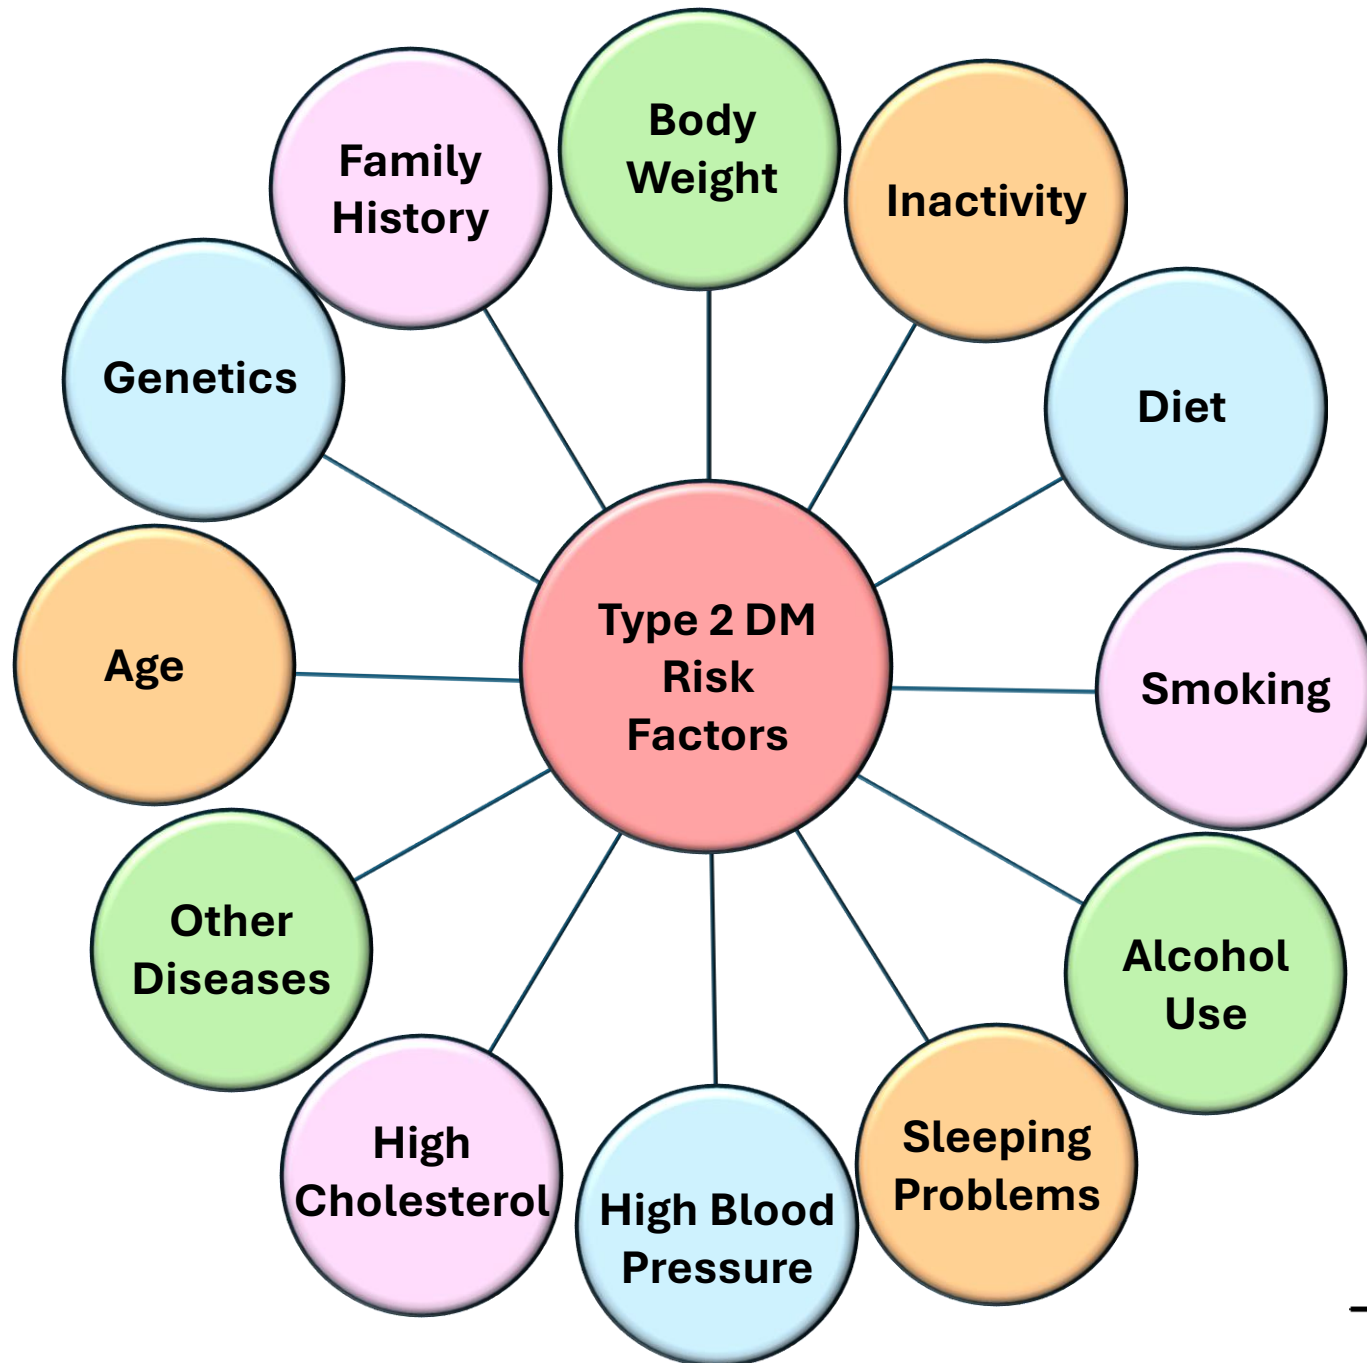 Body
Weight
Inactivity
Diet
Smoking
Alcohol
Use
Sleeping
Problems
High Blood
Pressure
High
Cholesterol
Other
Diseases
Age
Genetics
Family
History
Type 2 DM
Risk
Factors